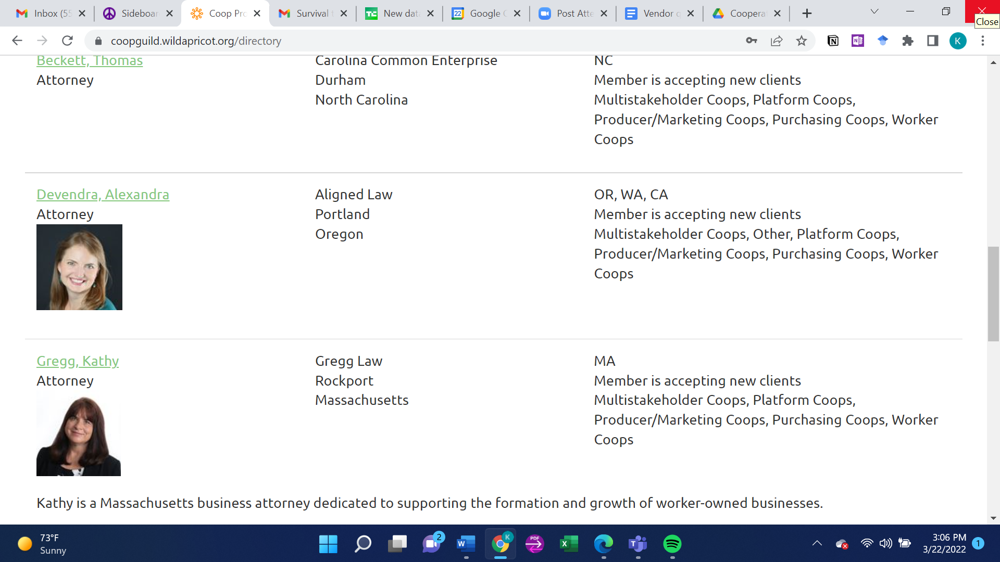 Inbox (55
Sideboar
Coop Pro
Survival f
New data
Google C
Post Atte
Vendor q
Coopera
Close
coopguild.wildapricot.org/directory
K
Beckett, Thomas
Attorney
Carolina Common Enterprise
Durham
North Carolina
NC
Member is accepting new clients
Multistakeholder Coops, Platform Coops,
Producer/Marketing Coops, Purchasing Coops, Worker
Coops
Devendra, Alexandra
Attorney
Aligned Law
Portland
Oregon
OR, WA, CA
Member is accepting new clients
Multistakeholder Coops, Other, Platform Coops,
Producer/Marketing Coops, Purchasing Coops, Worker
Coops
Gregg, Kathy
Attorney
Gregg Law
Rockport
Massachusetts
MA
Member is accepting new clients
Multistakeholder Coops, Platform Coops,
Producer/Marketing Coops, Purchasing Coops, Worker
Coops
Kathy is a Massachusetts business attorney dedicated to supporting the formation and growth of worker-owned businesses.
73°F
Sunny
2
W
K
PDF
X
T
3:06 PM
3/22/2022
1